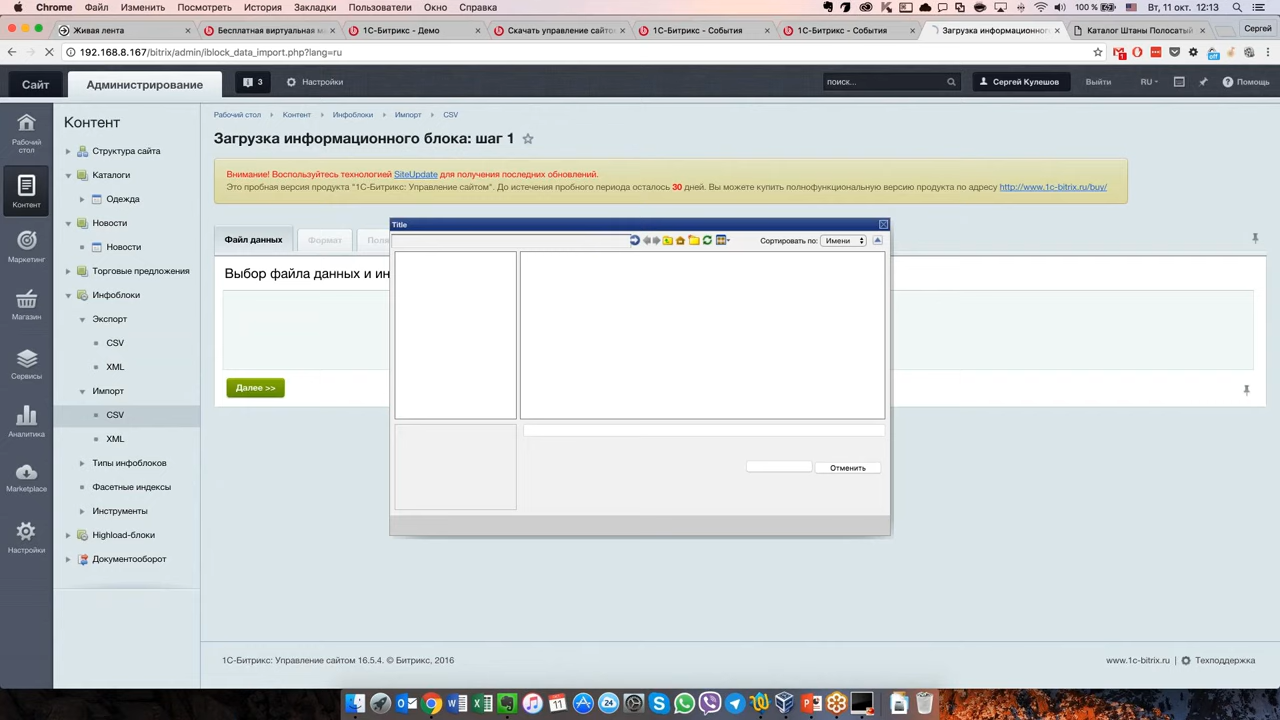 Chrome Файл Изменить Посмотреть История Закладки Пользователи Окно Справка 100 % Вт, 11 окт. 12:13
Живая лента
Бесплатная виртуальная м
1С-Битрикс - Демо
Скачать управление сайтом
1С-Битрикс - События
1С-Битрикс - События
Загрузка информационного
Каталог Штаны Полосатый
Сергей
192.168.8.167/bitrix/admin/iblock_data_import.php?lang=ru
Сайт
Администрирование
3
Настройки
поиск...
Сергей Кулешов
Выйти
RU
Помощь
Рабочий стол
Контент
Маркетинг
Магазин
Сервисы
Аналитика
Marketplace
Настройки
Контент
Структура сайта
Каталоги
Одежда
Новости
Новости
Торговые предложения
Инфоблоки
Экспорт
CSV
XML
Импорт
CSV
XML
Типы инфоблоков
Фасетные индексы
Инструменты
Highload-блоки
Документооборот
Рабочий стол Контент Инфоблоки Импорт CSV
Загрузка информационного блока: шаг 1
Внимание! Воспользуйтесь технологией SiteUpdate для получения последних обновлений.
Это пробная версия продукта "1С-Битрикс: Управление сайтом". До истечения пробного периода осталось 30 дней. Вы можете купить полнофункциональную версию продукта по адресу http://www.1c-bitrix.ru/buy/
Файл данных
Формат
Выбор файла данных и ин
Далее >>
Title
Сортировать по: Имени
Отменить
1С-Битрикс: Управление сайтом 16.5.4. © Битрикс, 2016
www.1c-bitrix.ru
Техподдержка